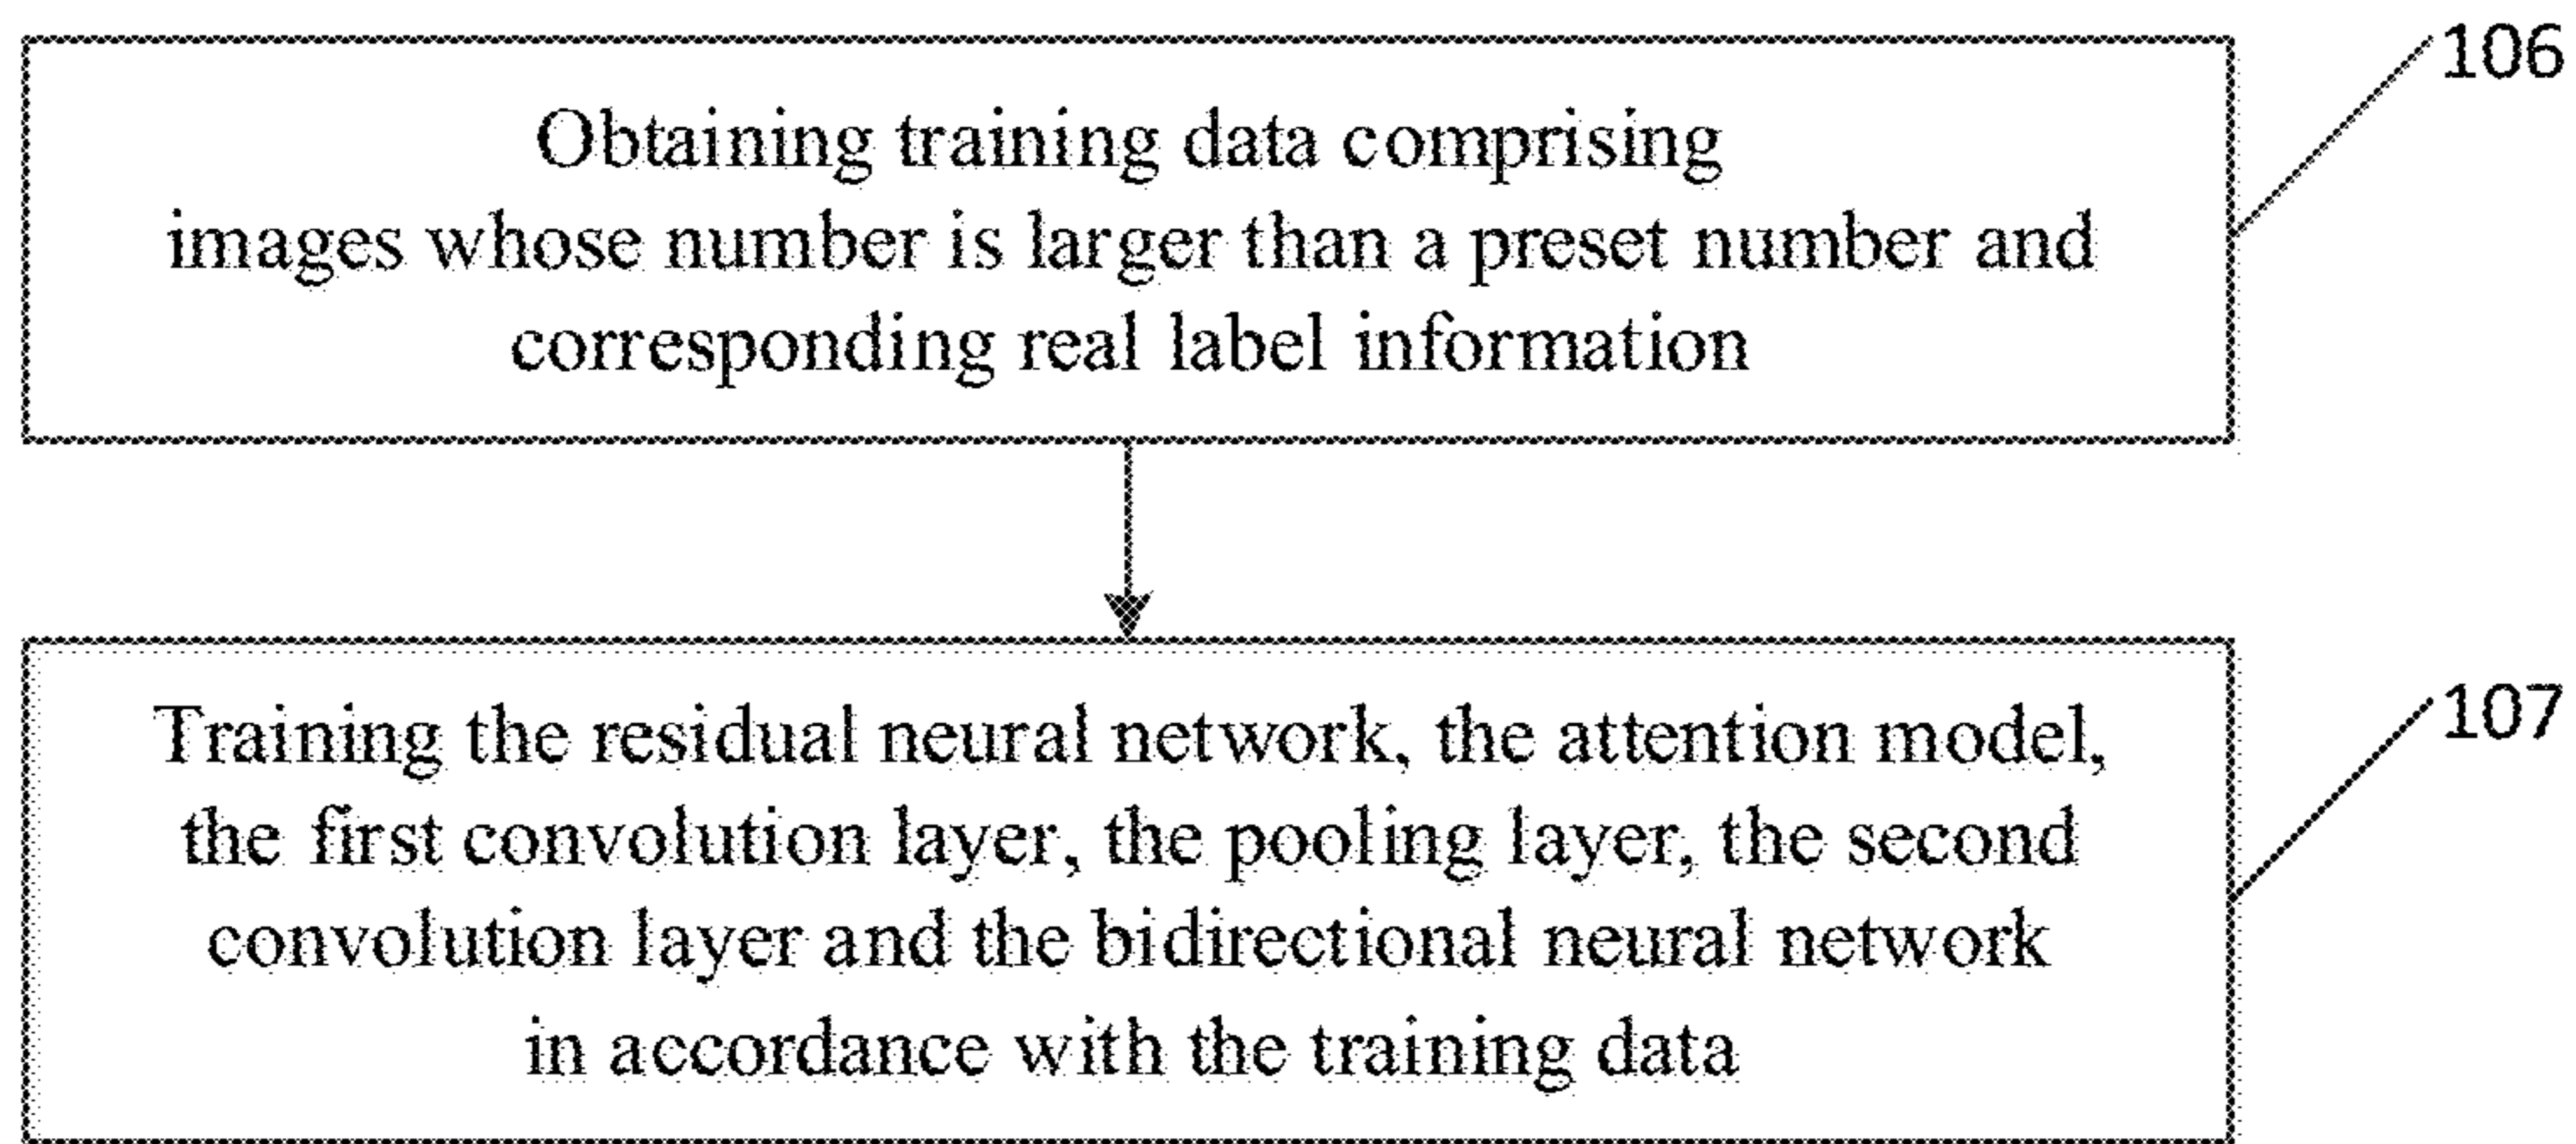 106
Obtaining training data comprising
images whose number is larger than a preset number and
corresponding real label information
107
Training the residual neural network, the attention model,
the first convolution layer, the pooling layer, the second
convolution layer and the bidirectional neural network
in accordance with the training data